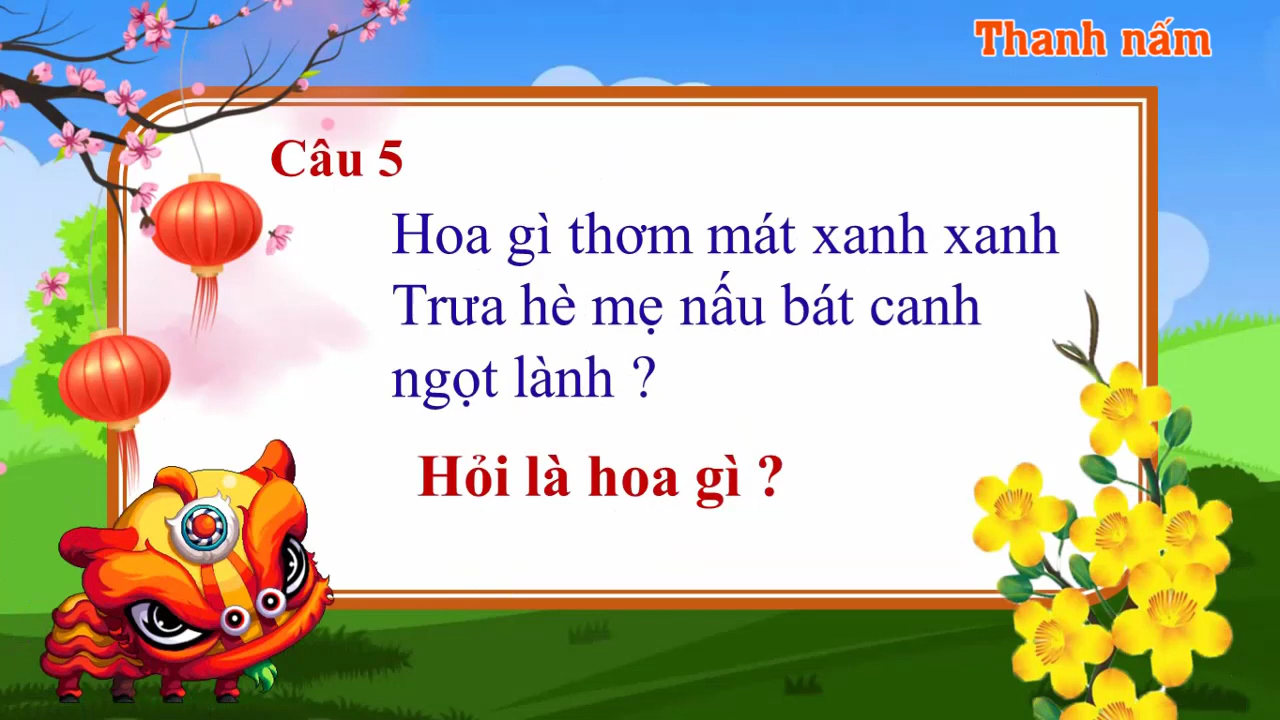 Thanh nấm
Câu 5
Hoa gì thơm mát xanh xanh
Trưa hè mẹ nấu bát canh
ngọt lành ?
Hỏi là hoa gì ?